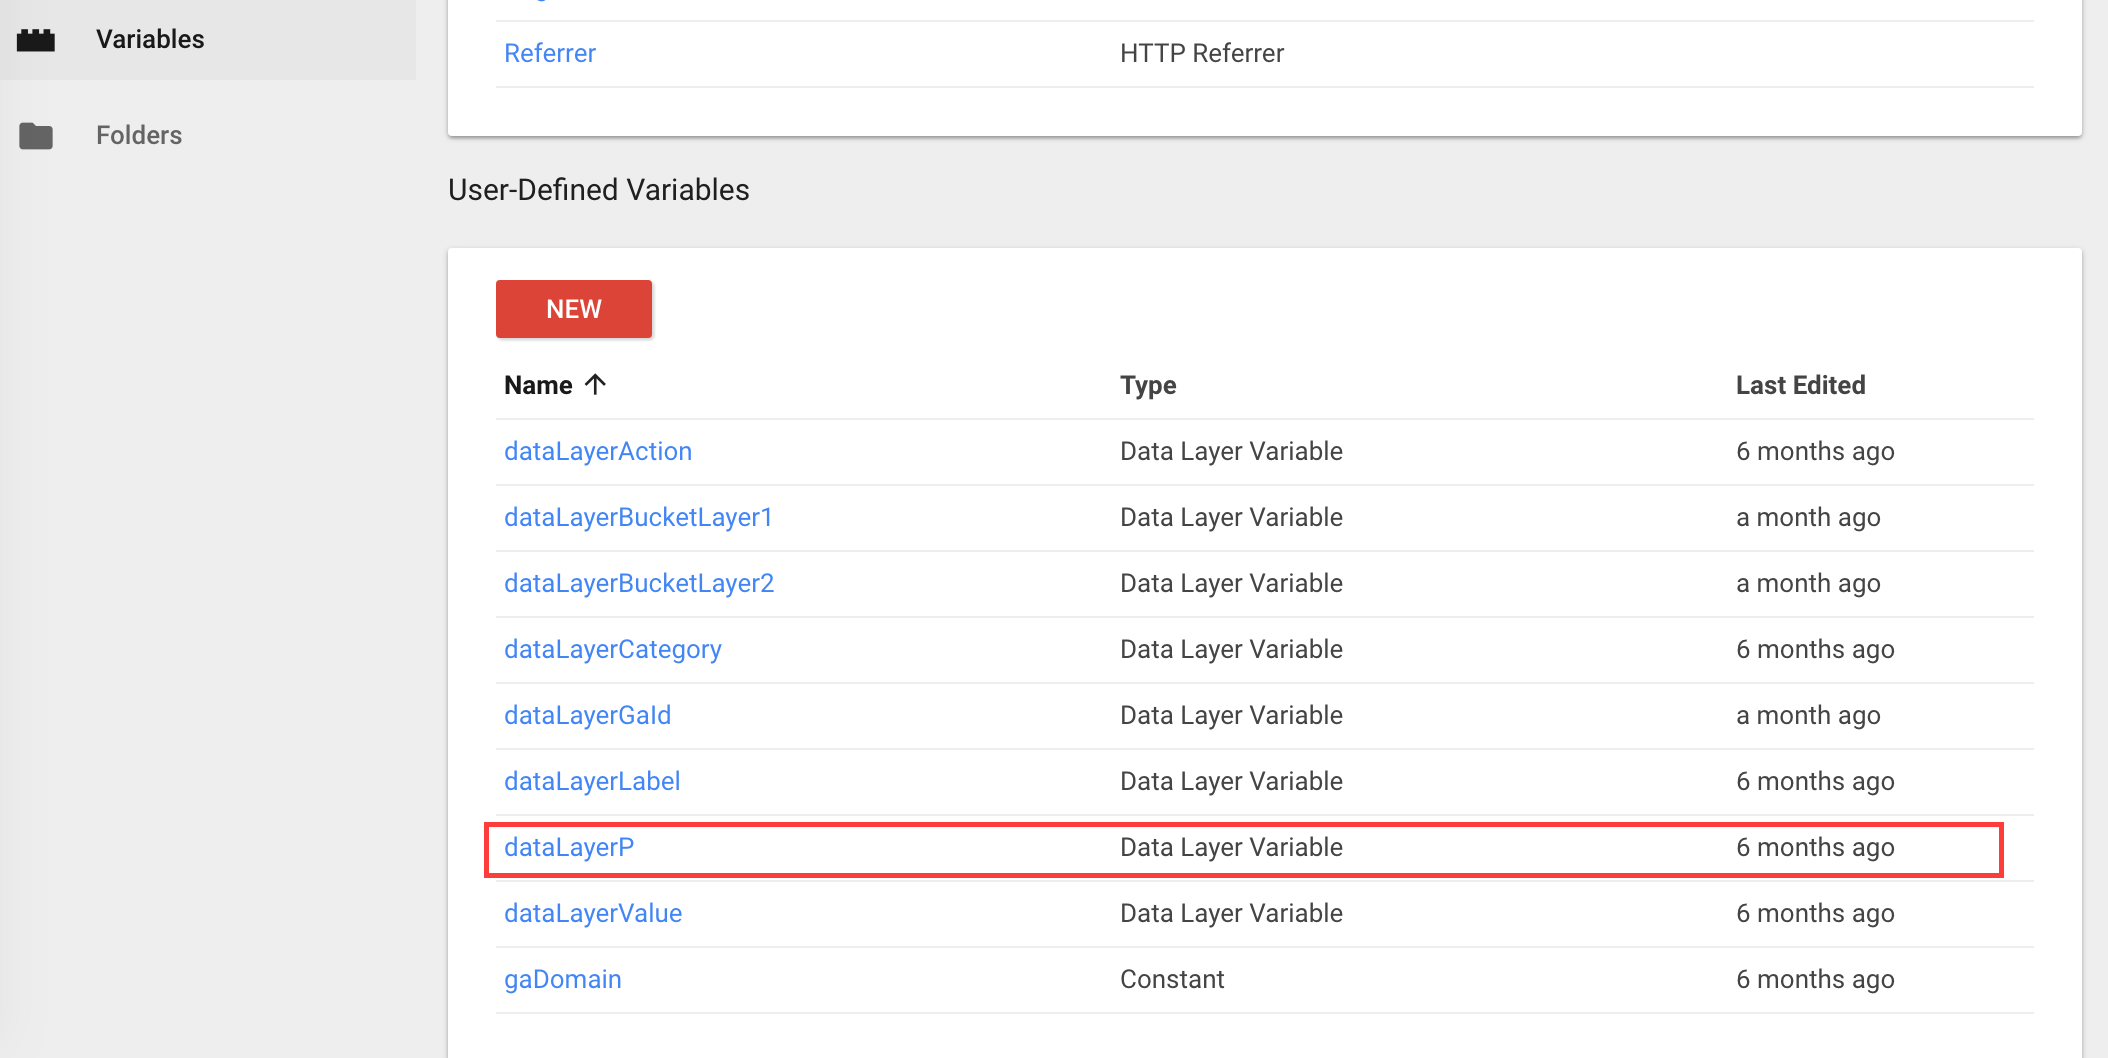 Variables
Folders
Referrer HTTP Referrer
User-Defined Variables
NEW
Name Type Last Edited
dataLayerAction Data Layer Variable 6 months ago
dataLayerBucketLayer1 Data Layer Variable a month ago
dataLayerBucketLayer2 Data Layer Variable a month ago
dataLayerCategory Data Layer Variable 6 months ago
dataLayerGaId Data Layer Variable a month ago
dataLayerLabel Data Layer Variable 6 months ago
dataLayerP Data Layer Variable 6 months ago
dataLayerValue Data Layer Variable 6 months ago
gaDomain Constant 6 months ago